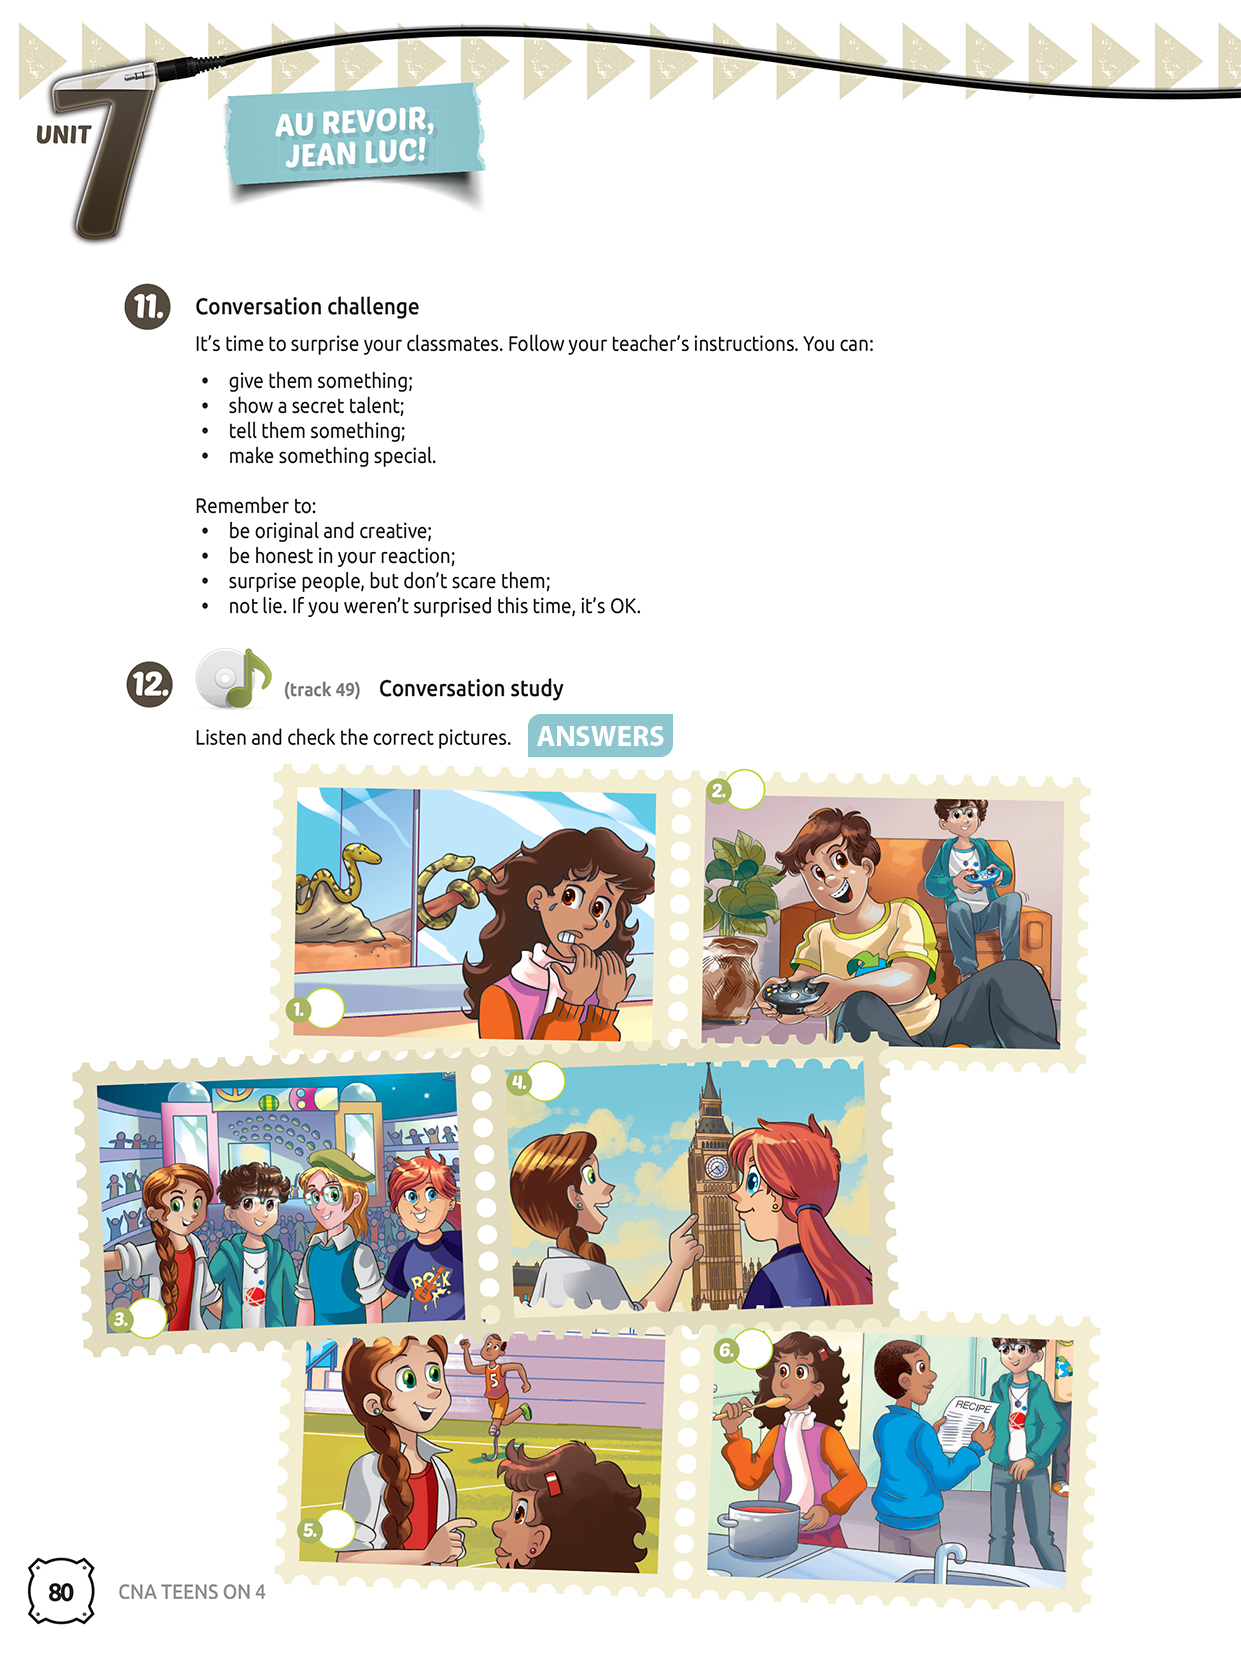 UNIT 7
AU REVOIR,
JEAN LUC!
11. Conversation challenge
It's time to surprise your classmates. Follow your teacher's instructions. You can:
• give them something;
• show a secret talent;
• tell them something;
• make something special.
Remember to:
• be original and creative;
• be honest in your reaction;
• surprise people, but don't scare them;
• not lie. If you weren't surprised this time, it's OK.
12. (track 49) Conversation study
Listen and check the correct pictures. ANSWERS
1.
2.
3.
ROCK
4.
5.
5
6.
RECIPE
80 CNA TEENS ON 4